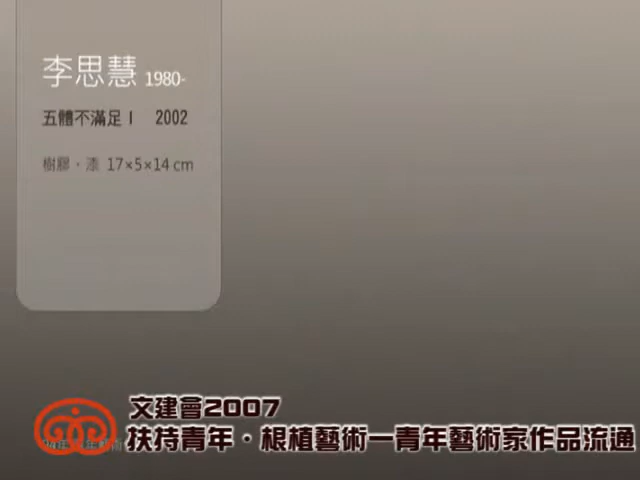 李思慧 1980-
五體不滿足 I 2002
樹膠・漆 17×5×14 cm
文建會2007
扶持青年・根植藝術—青年藝術家作品流通